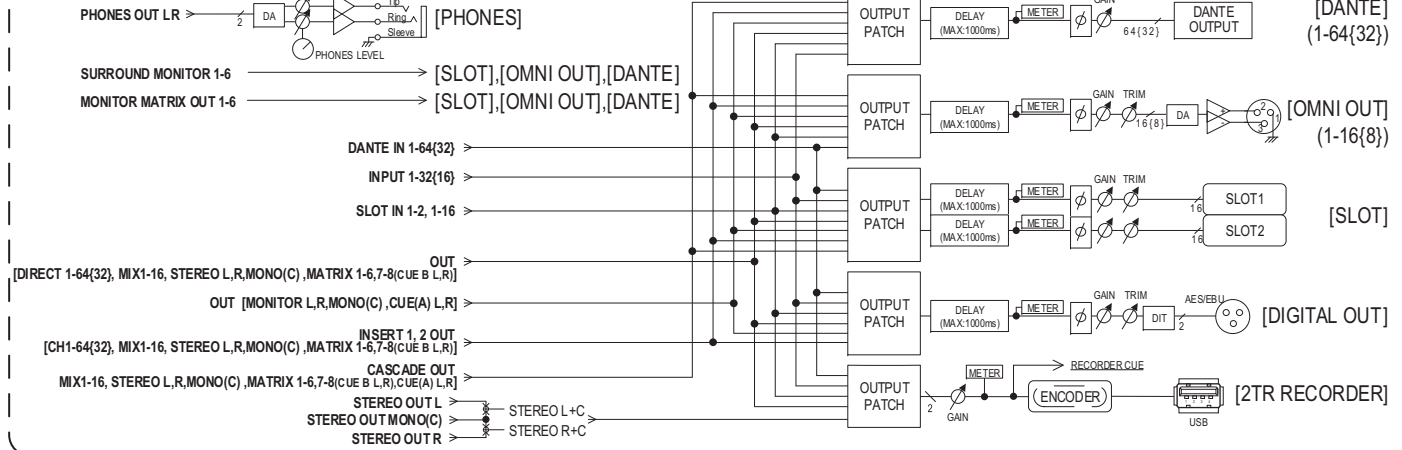 PHONES OUT LR
2
DA
Tip
Ring
Sleeve
[PHONES]
PHONES LEVEL
SURROUND MONITOR 1-6
[SLOT],[OMNI OUT],[DANTE]
MONITOR MATRIX OUT 1-6
[SLOT],[OMNI OUT],[DANTE]
DANTE IN 1-64{32}
INPUT 1-32{16}
SLOT IN 1-2, 1-16
OUT
[DIRECT 1-64{32}, MIX1-16, STEREO L,R,MONO(C) ,MATRIX 1-6,7-8(CUE B L,R)]
OUT [MONITOR L,R,MONO(C) ,CUE(A) L,R]
INSERT 1, 2 OUT
[CH1-64{32}, MIX1-16, STEREO L,R,MONO(C) ,MATRIX 1-6,7-8(CUE B L,R)]
CASCADE OUT
MIX1-16, STEREO L,R,MONO(C) ,MATRIX 1-6,7-8(CUE B L,R),CUE(A) L,R]
STEREO OUT L
STEREO OUT MONO(C)
STEREO OUT R
STEREO L+C
STEREO R+C
OUTPUT
PATCH
DELAY
(MAX:1000ms)
METER
ϕ
GAIN
64{32}
DANTE
OUTPUT
[DANTE]
(1-64{32})
OUTPUT
PATCH
DELAY
(MAX:1000ms)
METER
ϕ
GAIN TRIM
16{8}
DA
+
-
2
1
3
[OMNI OUT]
(1-16{8})
OUTPUT
PATCH
DELAY
(MAX:1000ms)
METER
ϕ
GAIN TRIM
16
SLOT1
DELAY
(MAX:1000ms)
METER
ϕ
16
SLOT2
[SLOT]
OUTPUT
PATCH
DELAY
(MAX:1000ms)
METER
ϕ
GAIN TRIM
DIT
2
AES/EBU
[DIGITAL OUT]
OUTPUT
PATCH
2
GAIN
METER
RECORDER CUE
ENCODER
1 2 3 4
USB
[2TR RECORDER]